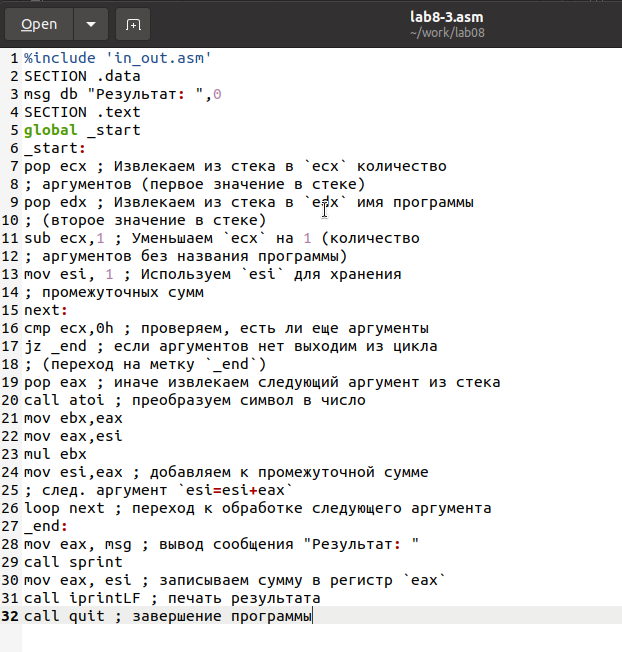 Open
lab8-3.asm
~/work/lab08
1 %include 'in_out.asm'
2 SECTION .data
3 msg db "Результат: ",0
4 SECTION .text
5 global _start
6 _start:
7 pop ecx ; Извлекаем из стека в `ecx` количество
8 ; аргументов (первое значение в стеке)
9 pop edx ; Извлекаем из стека в `edx` имя программы
10 ; (второе значение в стеке)
11 sub ecx,1 ; Уменьшаем `ecx` на 1 (количество
12 ; аргументов без названия программы)
13 mov esi, 1 ; Используем `esi` для хранения
14 ; промежуточных сумм
15 next:
16 cmp ecx,0h ; проверяем, есть ли еще аргументы
17 jz _end ; если аргументов нет выходим из цикла
18 ; (переход на метку `_end`)
19 pop eax ; иначе извлекаем следующий аргумент из стека
20 call atoi ; преобразуем символ в число
21 mov ebx,eax
22 mov eax,esi
23 mul ebx
24 mov esi,eax ; добавляем к промежуточной сумме
25 ; след. аргумент `esi=esi+eax`
26 loop next ; переход к обработке следующего аргумента
27 _end:
28 mov eax, msg ; вывод сообщения "Результат: "
29 call sprint
30 mov eax, esi ; записываем сумму в регистр `eax`
31 call iprintLF ; печать результата
32 call quit ; завершение программы